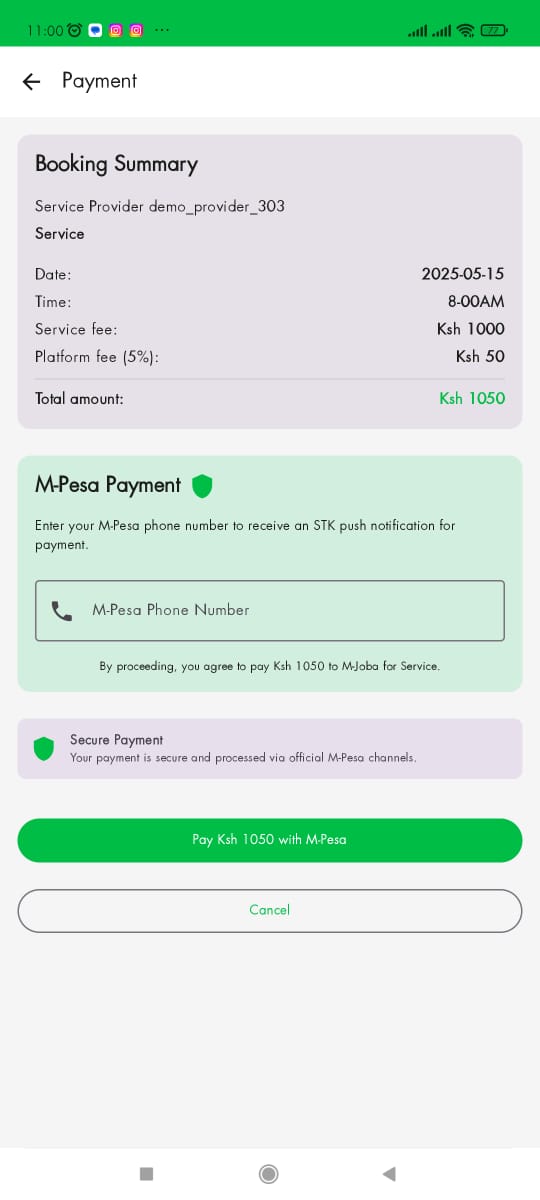 11:00 ...
77
Payment
Booking Summary
Service Provider demo_provider_303
Service
Date: 2025-05-15
Time: 8-00AM
Service fee: Ksh 1000
Platform fee (5%): Ksh 50
Total amount: Ksh 1050
M-Pesa Payment
Enter your M-Pesa phone number to receive an STK push notification for
payment.
M-Pesa Phone Number
By proceeding, you agree to pay Ksh 1050 to M-Joba for Service.
Secure Payment
Your payment is secure and processed via official M-Pesa channels.
Pay Ksh 1050 with M-Pesa
Cancel